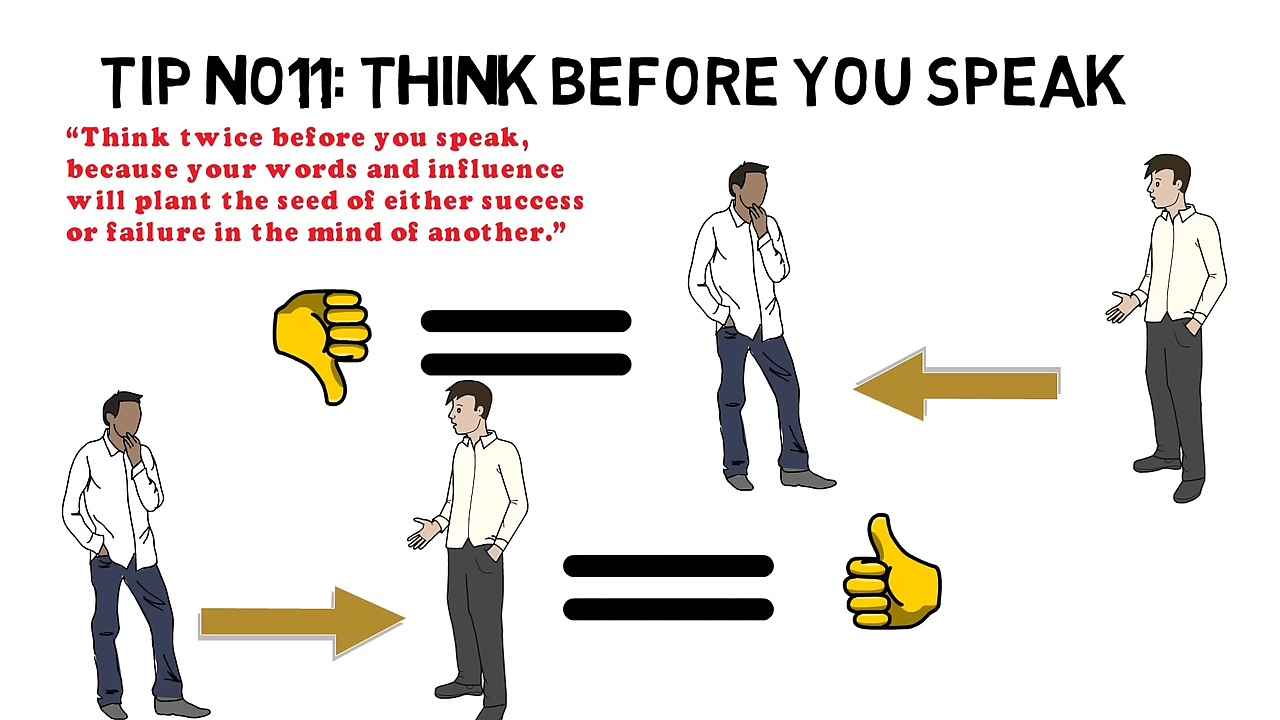 TIP NO11: THINK BEFORE YOU SPEAK
“Think twice before you speak,
because your words and influence
will plant the seed of either success
or failure in the mind of another.”